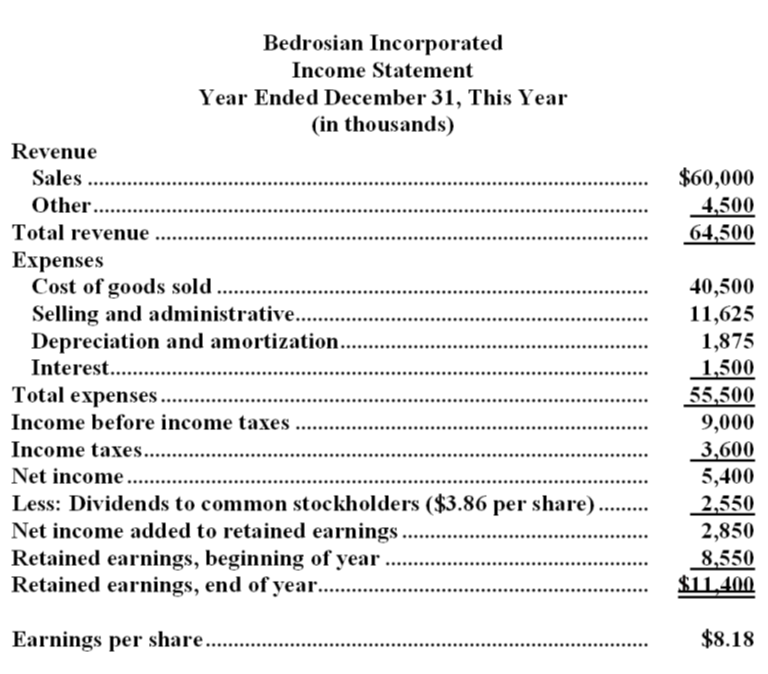 Bedrosian Incorporated
Income Statement
Year Ended December 31, This Year
(in thousands)
Revenue
Sales ........ $60,000
Other ........ 4,500
Total revenue ........ 64,500
Expenses
Cost of goods sold ........ 40,500
Selling and administrative ........ 11,625
Depreciation and amortization ........ 1,875
Interest ........ 1,500
Total expenses ........ 55,500
Income before income taxes ........ 9,000
Income taxes ........ 3,600
Net income ........ 5,400
Less: Dividends to common stockholders ($3.86 per share) ........ 2,550
Net income added to retained earnings ........ 2,850
Retained earnings, beginning of year ........ 8,550
Retained earnings, end of year ........ $11,400
Earnings per share ........ $8.18